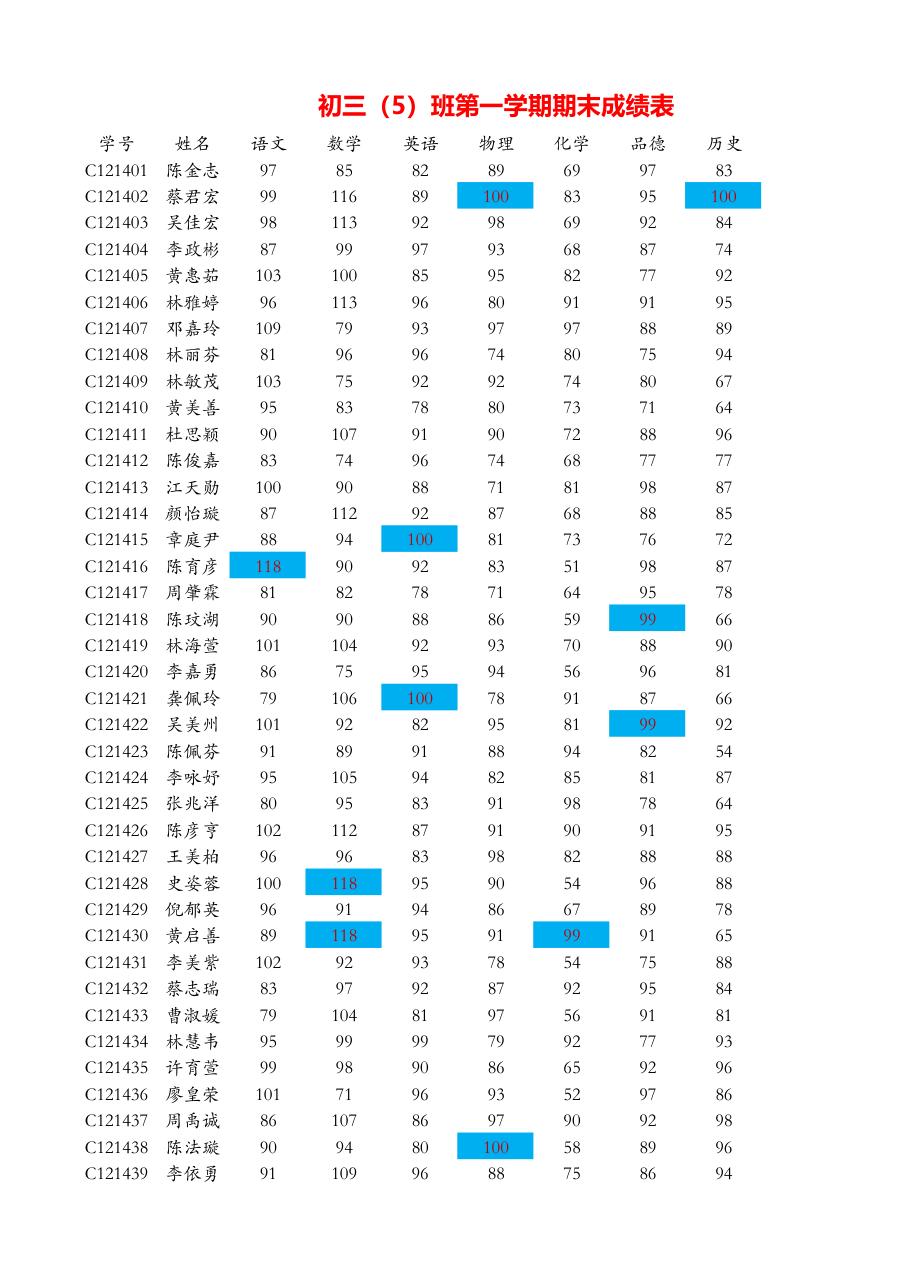 初三（5）班第一学期期末成绩表
学号 姓名 语文 数学 英语 物理 化学 品德 历史
C121401 陈金志 97 85 82 89 69 97 83
C121402 蔡君宏 99 116 89 100 83 95 100
C121403 吴佳宏 98 113 92 98 69 92 84
C121404 李政彬 87 99 97 93 68 87 74
C121405 黄惠茹 103 100 85 95 82 77 92
C121406 林雅婷 96 113 96 80 91 91 95
C121407 邓嘉玲 109 79 93 97 97 88 89
C121408 林丽芬 81 96 96 74 80 75 94
C121409 林敏茂 103 75 92 92 74 80 67
C121410 黄美善 95 83 78 80 73 71 64
C121411 杜思颖 90 107 91 90 72 88 96
C121412 陈俊嘉 83 74 96 74 68 77 77
C121413 江天勋 100 90 88 71 81 98 87
C121414 颜怡璇 87 112 92 87 68 88 85
C121415 章庭尹 88 94 100 81 73 76 72
C121416 陈育彦 118 90 92 83 51 98 87
C121417 周肇霖 81 82 78 71 64 95 78
C121418 陈玟湖 90 90 88 86 59 99 66
C121419 林海萱 101 104 92 93 70 88 90
C121420 李嘉勇 86 75 95 94 56 96 81
C121421 龚佩玲 79 106 100 78 91 87 66
C121422 吴美州 101 92 82 95 81 99 92
C121423 陈佩芬 91 89 91 88 94 82 54
C121424 李咏妤 95 105 94 82 85 81 87
C121425 张兆洋 80 95 83 91 98 78 64
C121426 陈彦亨 102 112 87 91 90 91 95
C121427 王美柏 96 96 83 98 82 88 88
C121428 史姿蓉 100 118 95 90 54 96 88
C121429 倪郁英 96 91 94 86 67 89 78
C121430 黄启善 89 118 95 91 99 91 65
C121431 李美紫 102 92 93 78 54 75 88
C121432 蔡志瑞 83 97 92 87 92 95 84
C121433 曹淑媛 79 104 81 97 56 91 81
C121434 林慧韦 95 99 99 79 92 77 93
C121435 许育萱 99 98 90 86 65 92 96
C121436 廖皇荣 101 71 96 93 52 97 86
C121437 周禹诚 86 107 86 97 90 92 98
C121438 陈法璇 90 94 80 100 58 89 96
C121439 李依勇 91 109 96 88 75 86 94